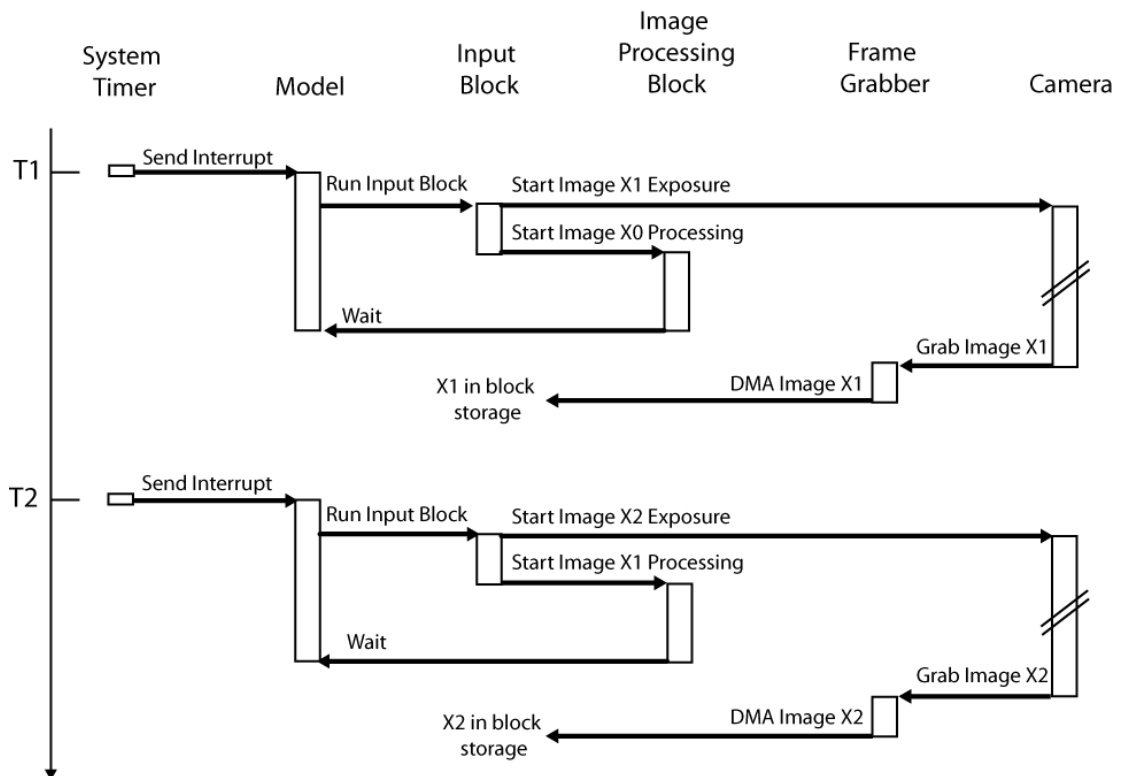 System
Timer
Model
Input
Block
Image
Processing
Block
Frame
Grabber
Camera
T1
Send Interrupt
Run Input Block
Start Image X1 Exposure
Start Image X0 Processing
Wait
Grab Image X1
X1 in block
storage
DMA Image X1
T2
Send Interrupt
Run Input Block
Start Image X2 Exposure
Start Image X1 Processing
Wait
Grab Image X2
X2 in block
storage
DMA Image X2